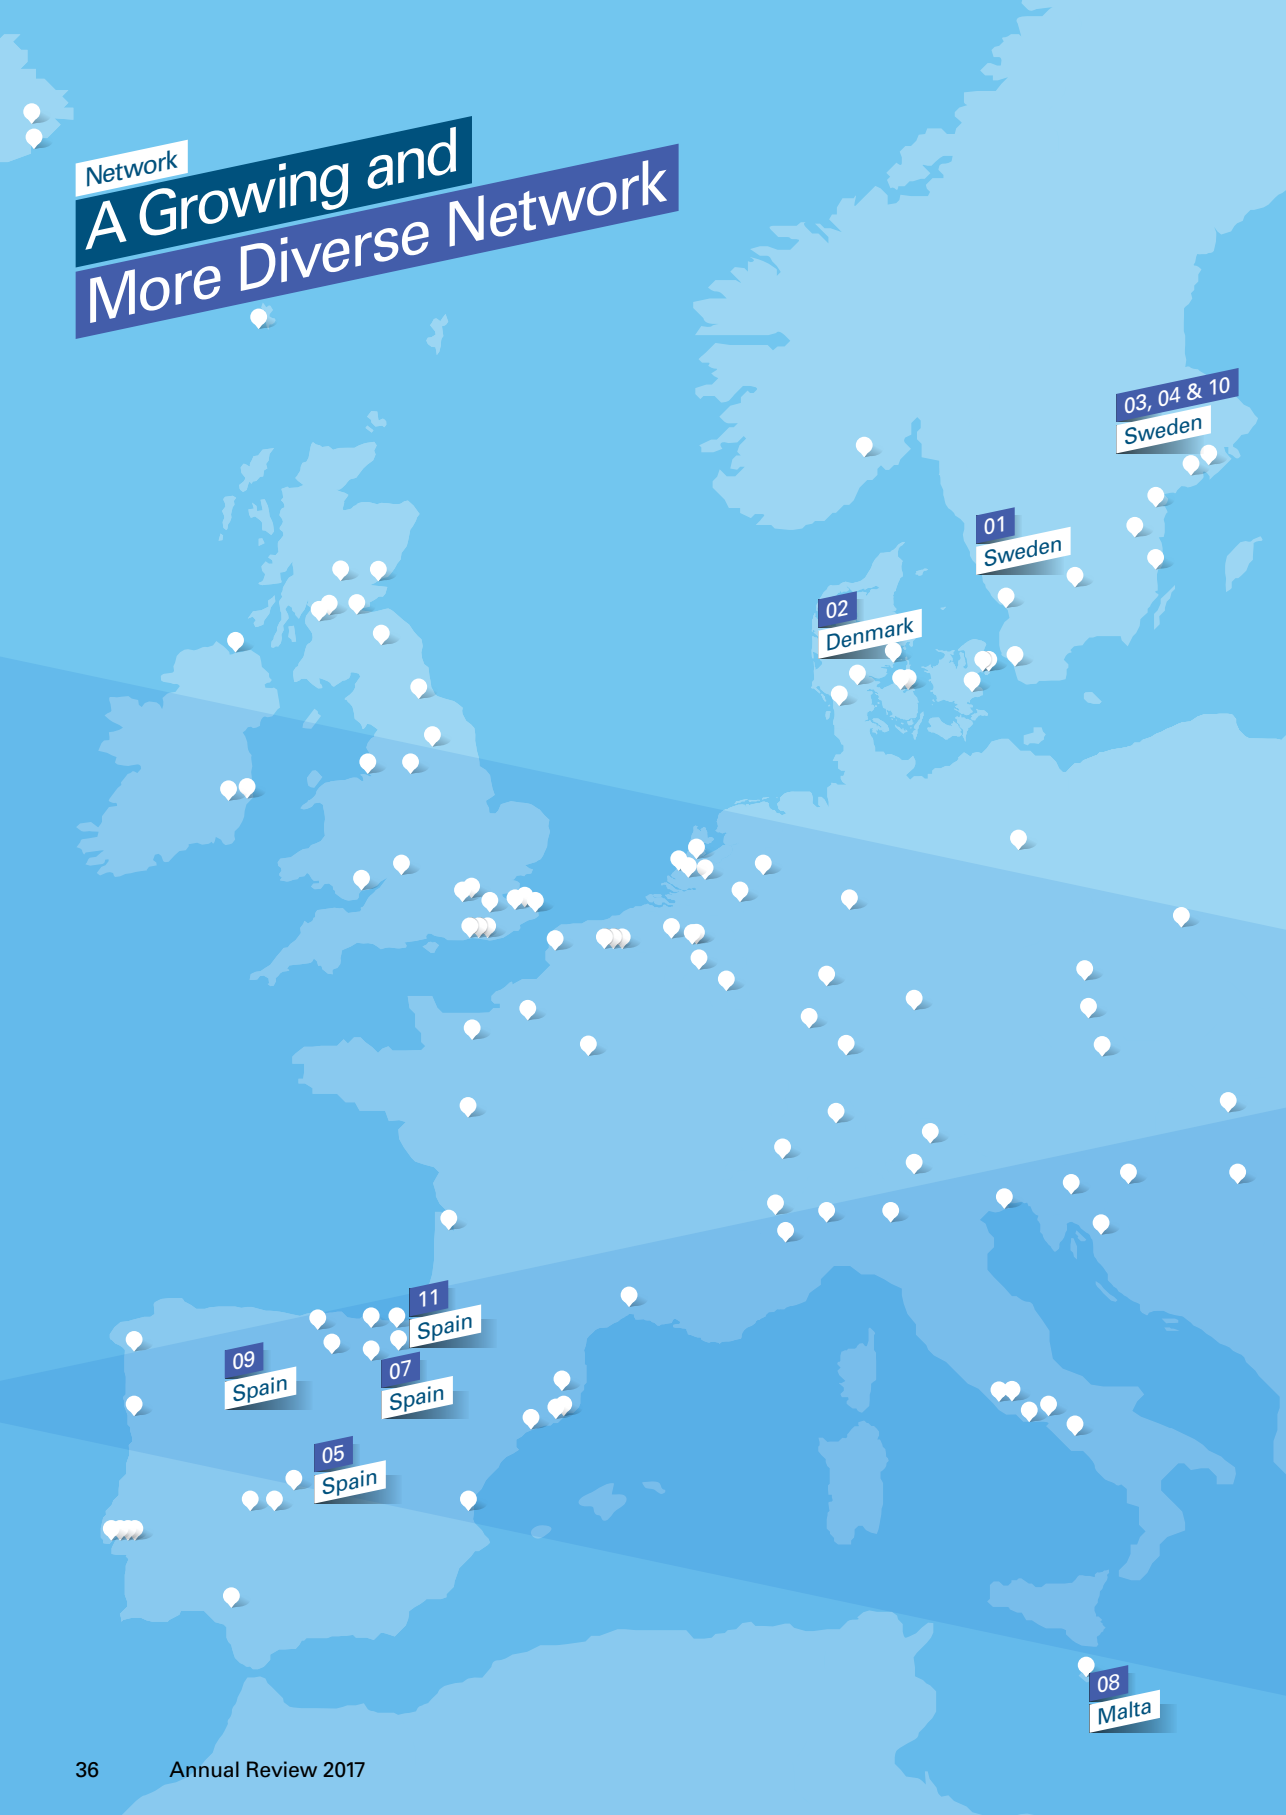 Network
A Growing and
More Diverse Network
03, 04 & 10
Sweden
01
Sweden
02
Denmark
11
Spain
09
Spain
07
Spain
05
Spain
08
Malta
36 Annual Review 2017